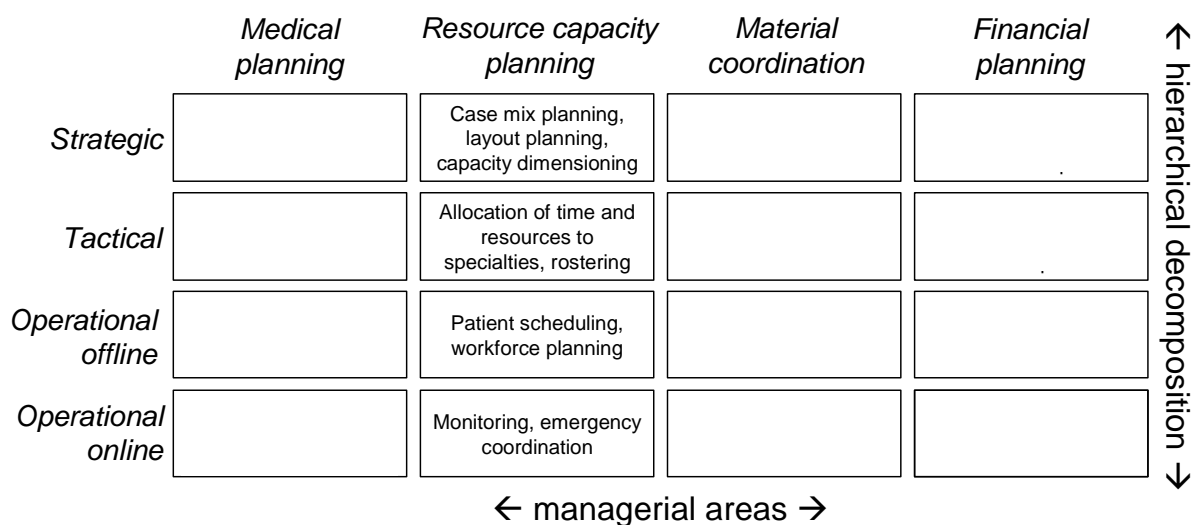 Medical
planning
Resource capacity
planning
Material
coordination
Financial
planning
Strategic
Case mix planning,
layout planning,
capacity dimensioning
.
Tactical
Allocation of time and
resources to
specialties, rostering
.
Operational
offline
Patient scheduling,
workforce planning
Operational
online
Monitoring, emergency
coordination
← managerial areas →
← hierarchical decomposition →